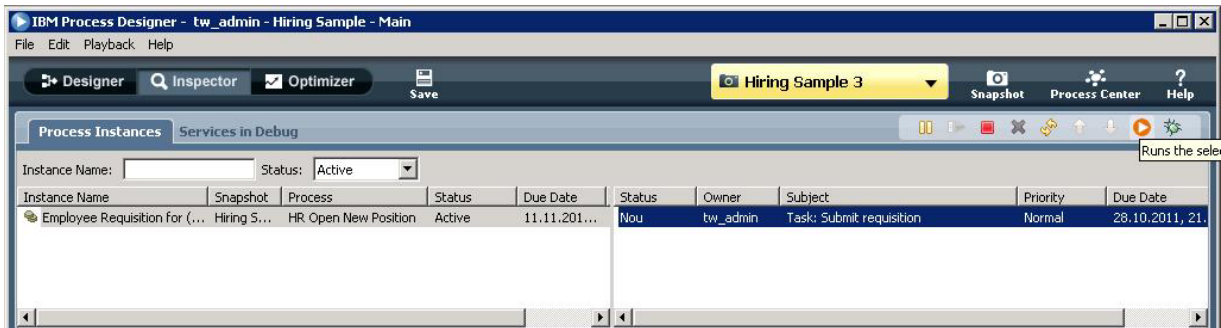 IBM Process Designer - tw_admin - Hiring Sample - Main
File Edit Playback Help
Designer Inspector Optimizer Save Hiring Sample 3 Snapshot Process Center Help
Process Instances Services in Debug
Runs the sele
Instance Name: Status: Active
Instance Name Snapshot Process Status Due Date Status Owner Subject Priority Due Date
Employee Requisition for (... Hiring S... HR Open New Position Active 11.11.201... Nou tw_admin Task: Submit requisition Normal 28.10.2011, 21.